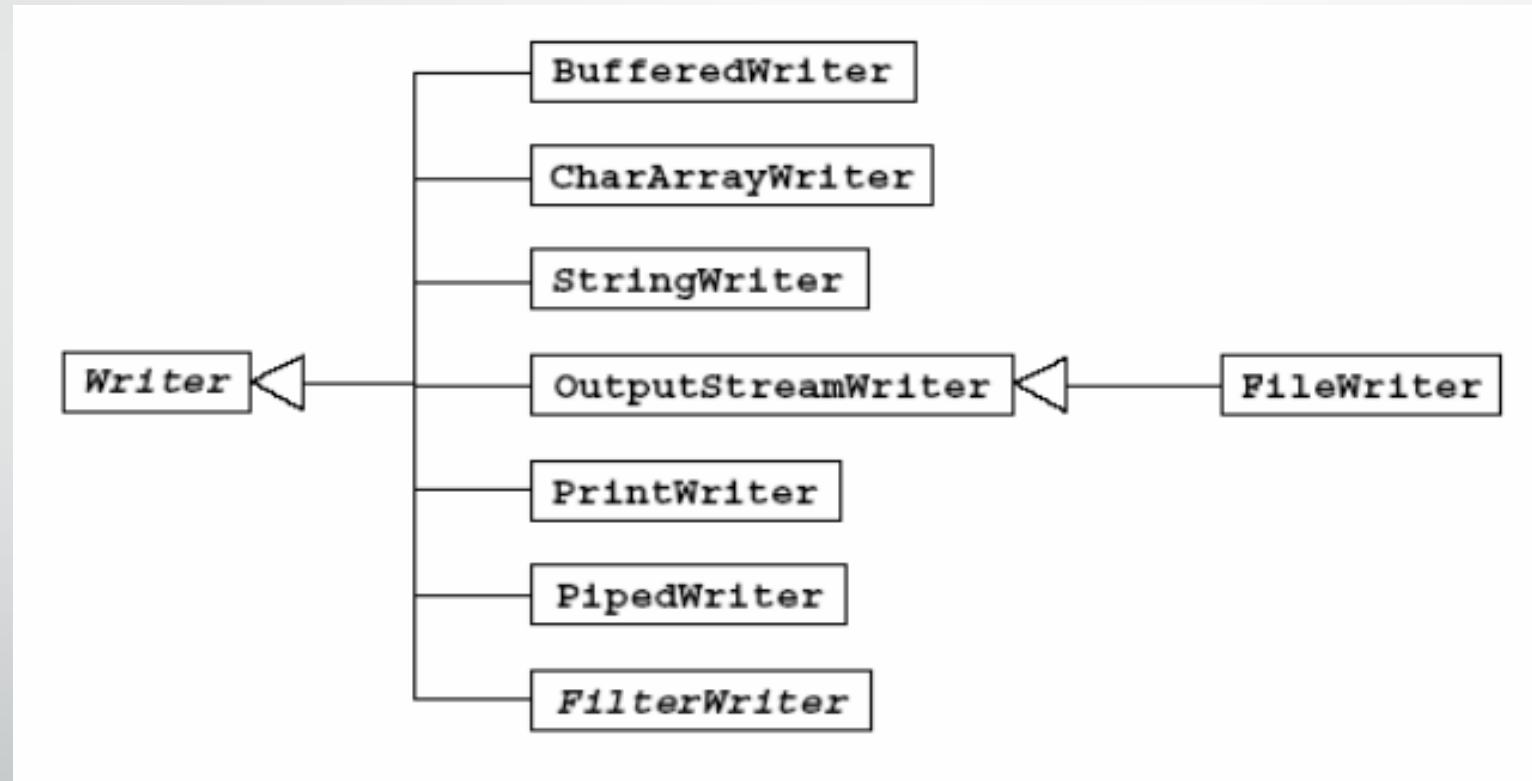 BufferedWriter
CharArrayWriter
StringWriter
Writer
OutputStreamWriter
FileWriter
PrintWriter
PipedWriter
FilterWriter